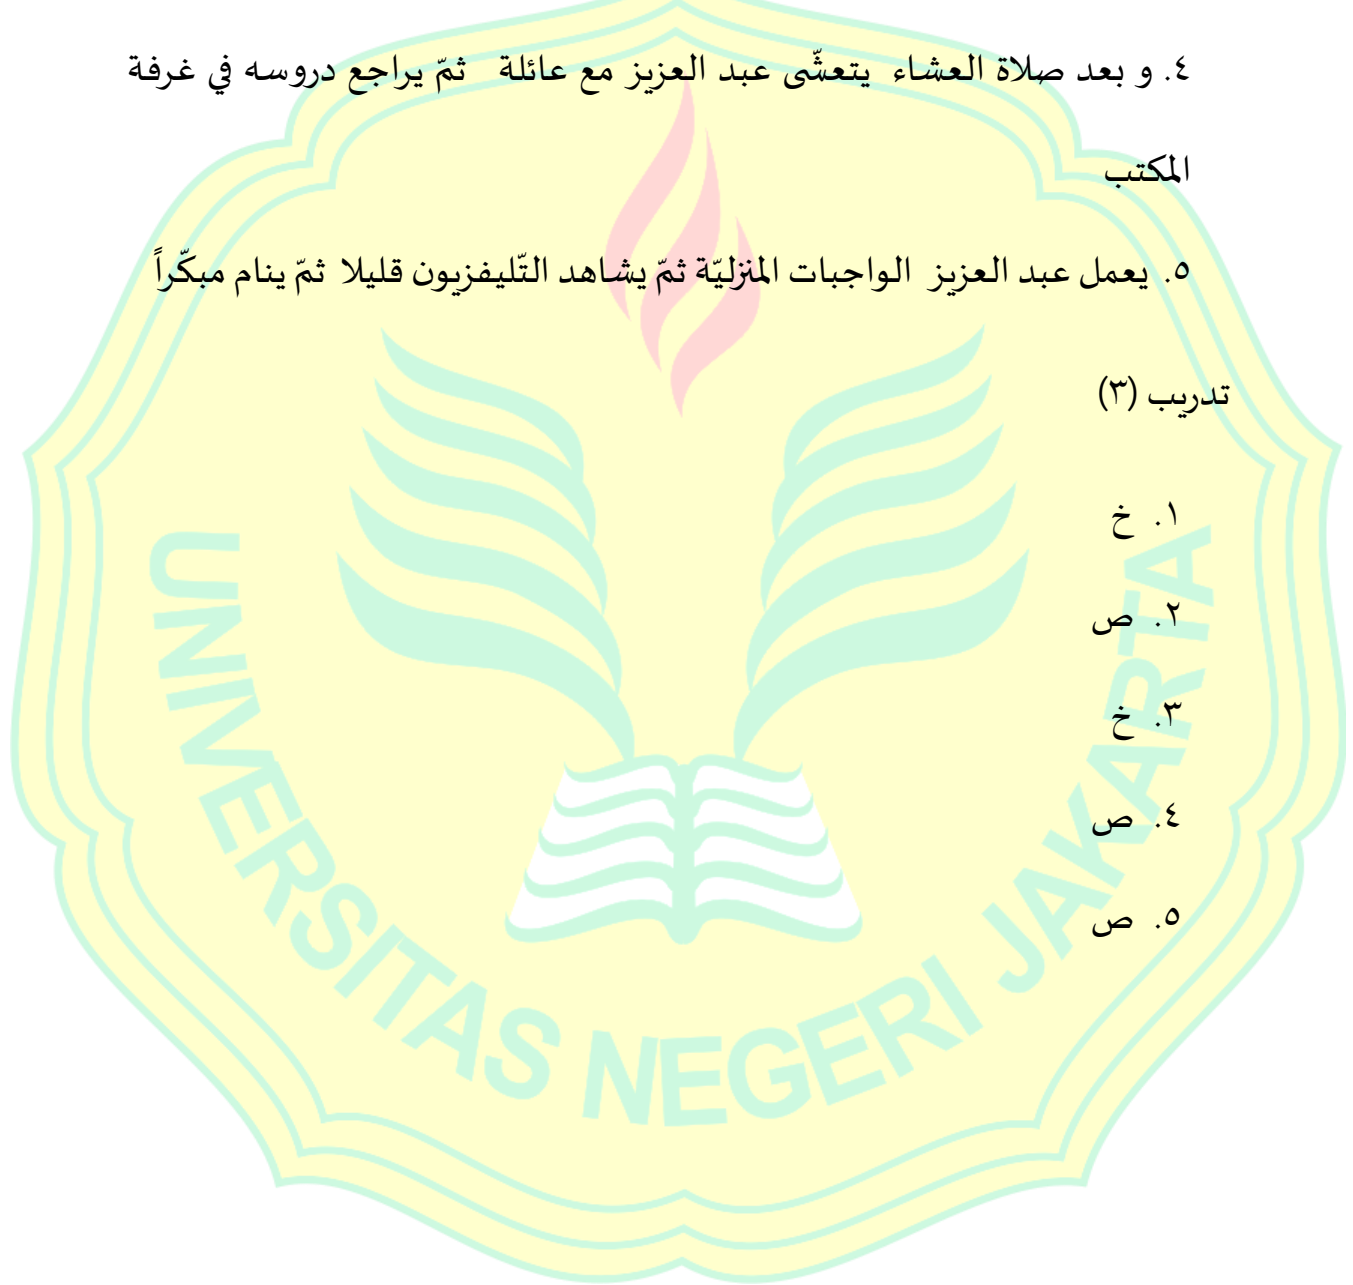 ٤. و بعد صلاة العشاء يتعشّى عبد العزيز مع عائلة ثمّ يراجع دروسه في غرفة
المكتب
٥. يعمل عبد العزيز الواجبات المنزليّة ثمّ يشاهد التّليفزيون قليلا ثمّ ينام مبكّراً
تدريب (٣)
١. خ
٢. ص
٣. خ
٤. ص
٥. ص
UNIVERSITAS NEGERI JAKARTA